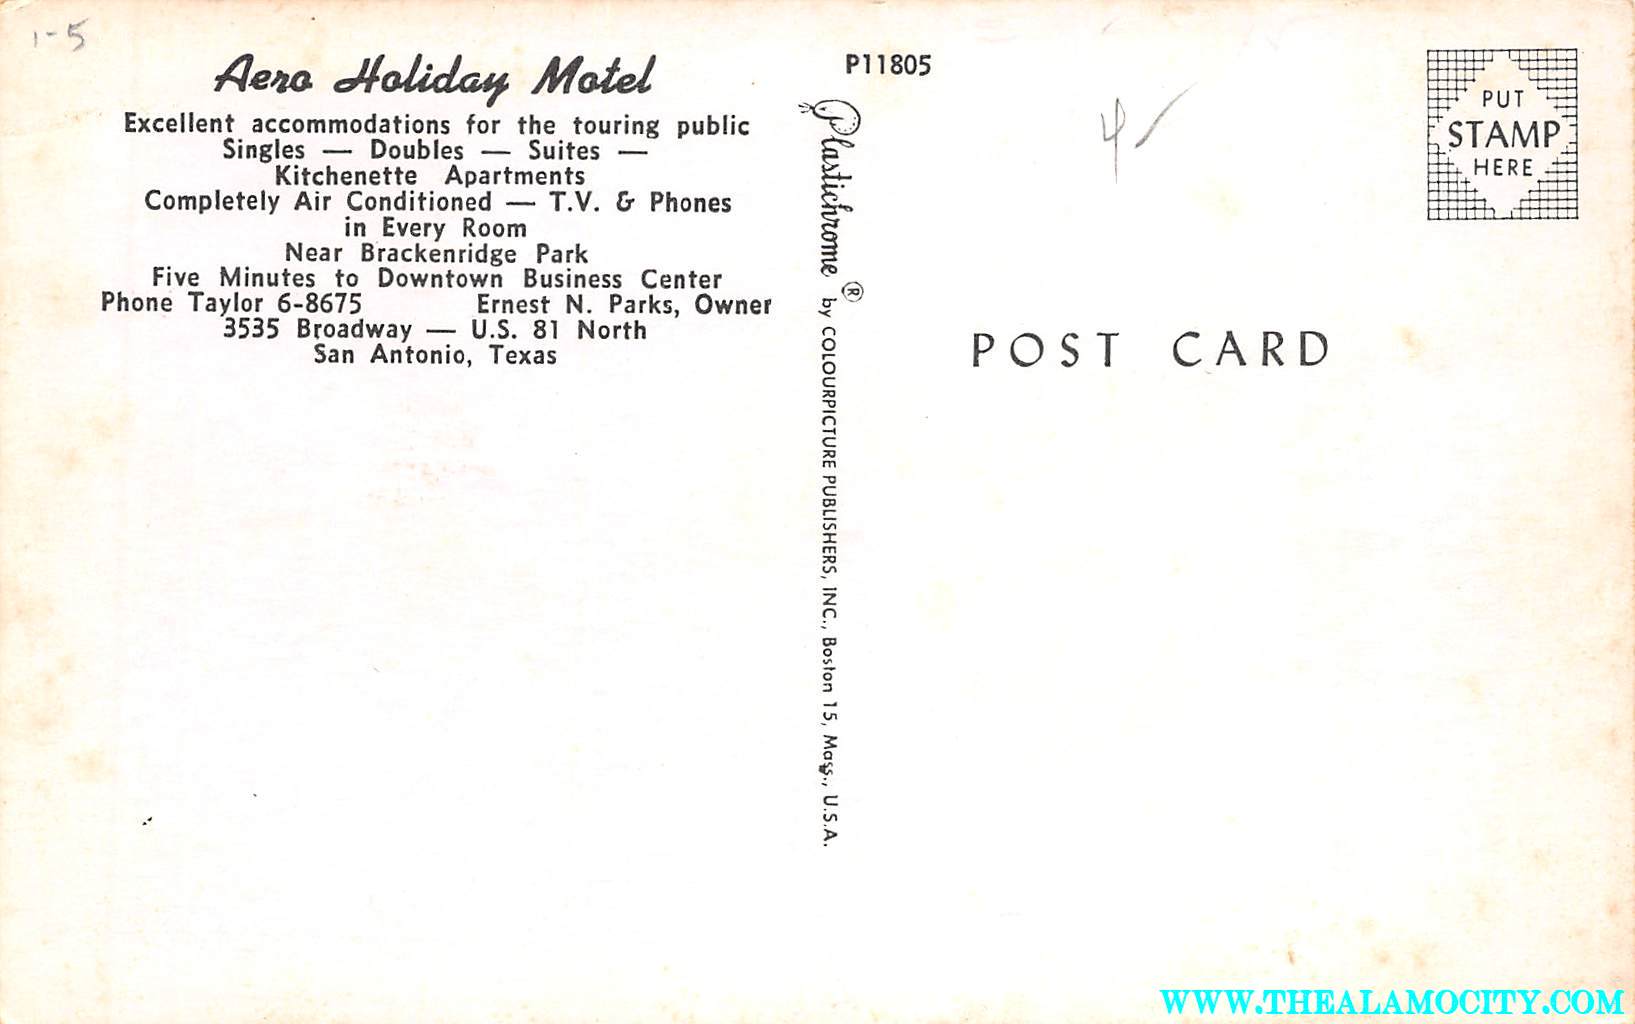 1-5
Aero Holiday Motel
Excellent accommodations for the touring public
Singles — Doubles — Suites —
Kitchenette Apartments
Completely Air Conditioned — T.V. & Phones
in Every Room
Near Brackenridge Park
Five Minutes to Downtown Business Center
Phone Taylor 6-8675 Ernest N. Parks, Owner
3535 Broadway — U.S. 81 North
San Antonio, Texas
P11805
Plastichrome ® by COLOURPICTURE PUBLISHERS, INC., Boston 15, Mass., U.S.A.
PUT
STAMP
HERE
POST CARD
WWW.THEALAMOCITY.COM